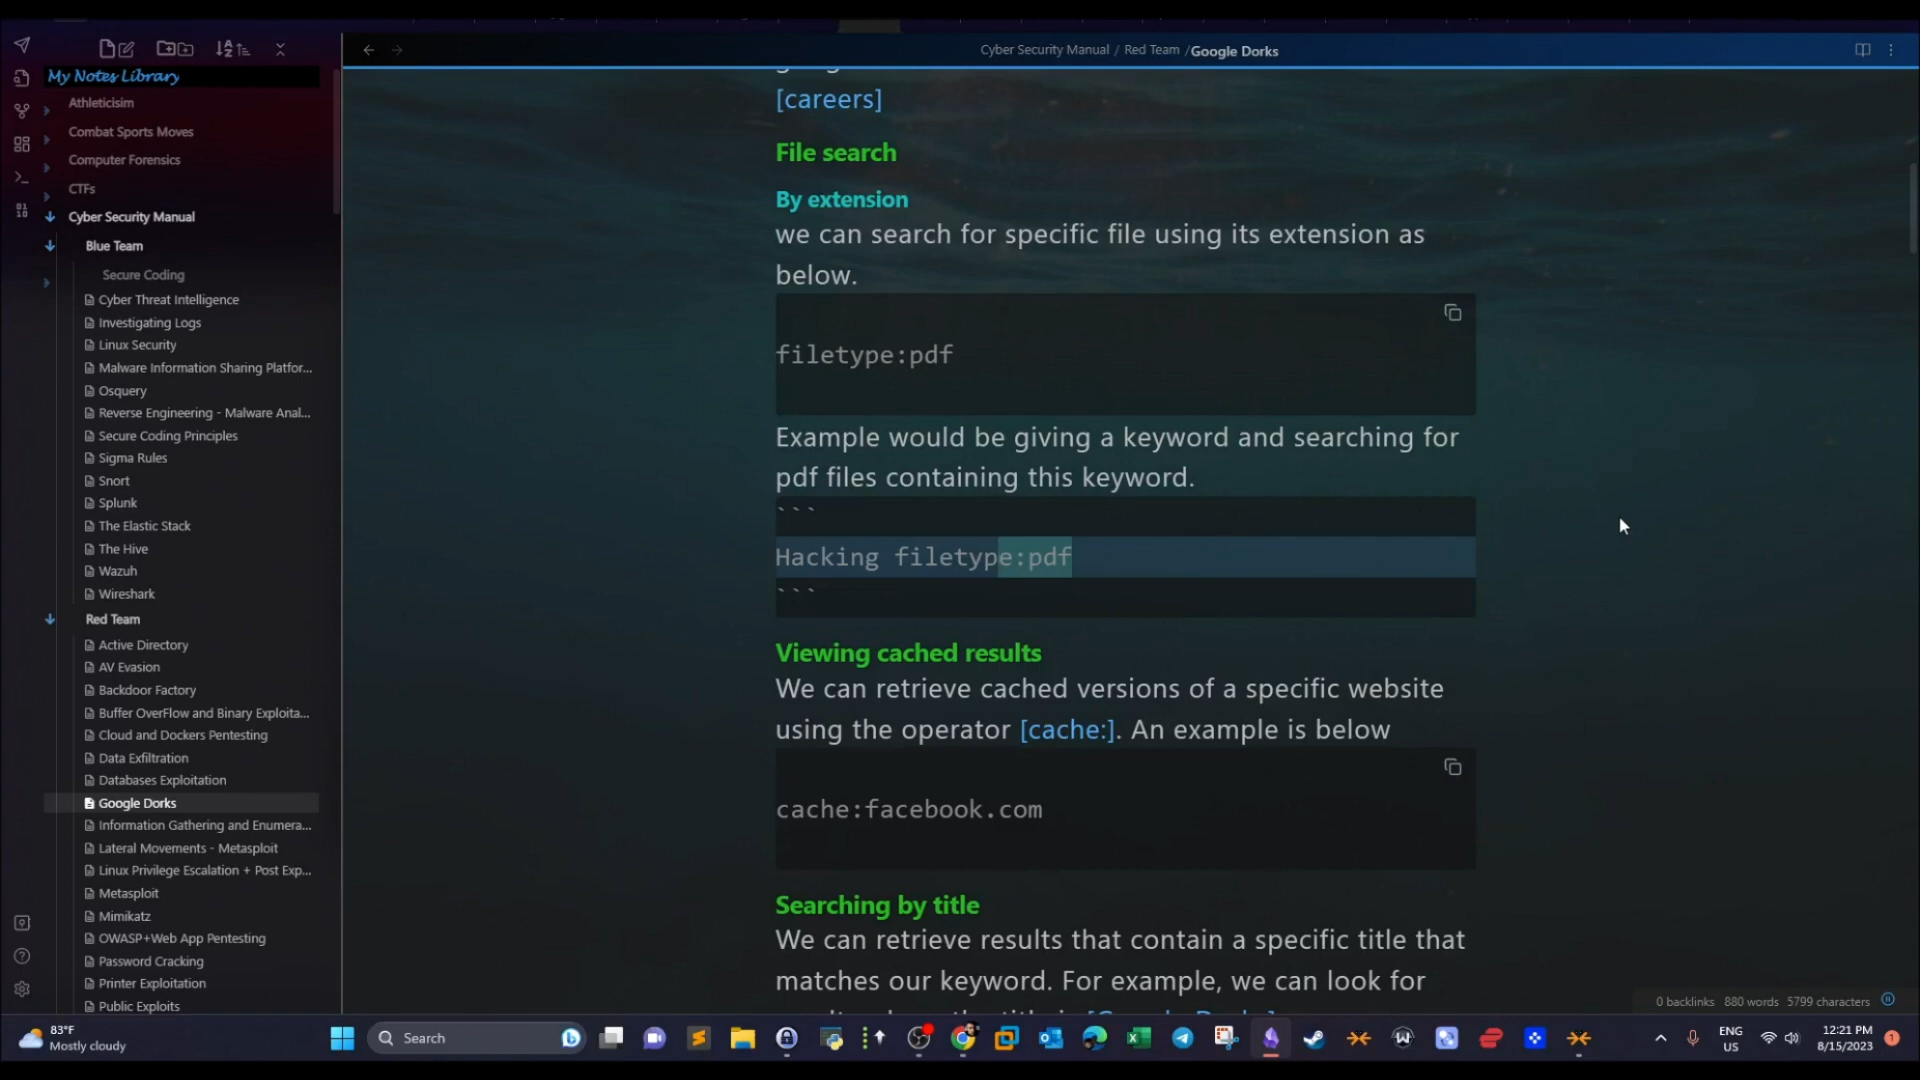 My Notes Library
Athleticisim
Combat Sports Moves
Computer Forensics
CTFs
Cyber Security Manual
Blue Team
Secure Coding
Cyber Threat Intelligence
Investigating Logs
Linux Security
Malware Information Sharing Platfor...
Osquery
Reverse Engineering - Malware Anal...
Secure Coding Principles
Sigma Rules
Snort
Splunk
The Elastic Stack
The Hive
Wazuh
Wireshark
Red Team
Active Directory
AV Evasion
Backdoor Factory
Buffer OverFlow and Binary Exploita...
Cloud and Dockers Pentesting
Data Exfiltration
Databases Exploitation
Google Dorks
Information Gathering and Enumera...
Lateral Movements - Metasploit
Linux Privilege Escalation + Post Exp...
Metasploit
Mimikatz
OWASP+Web App Pentesting
Password Cracking
Printer Exploitation
Public Exploits
Cyber Security Manual / Red Team / Google Dorks
[careers]
File search
By extension
we can search for specific file using its extension as
below.
filetype:pdf
Example would be giving a keyword and searching for
pdf files containing this keyword.
```
Hacking filetype:pdf
```
Viewing cached results
We can retrieve cached versions of a specific website
using the operator [cache:]. An example is below
cache:facebook.com
Searching by title
We can retrieve results that contain a specific title that
matches our keyword. For example, we can look for
0 backlinks 880 words 5799 characters
83°F
Mostly cloudy
Search
ENG
US
12:21 PM
8/15/2023
1